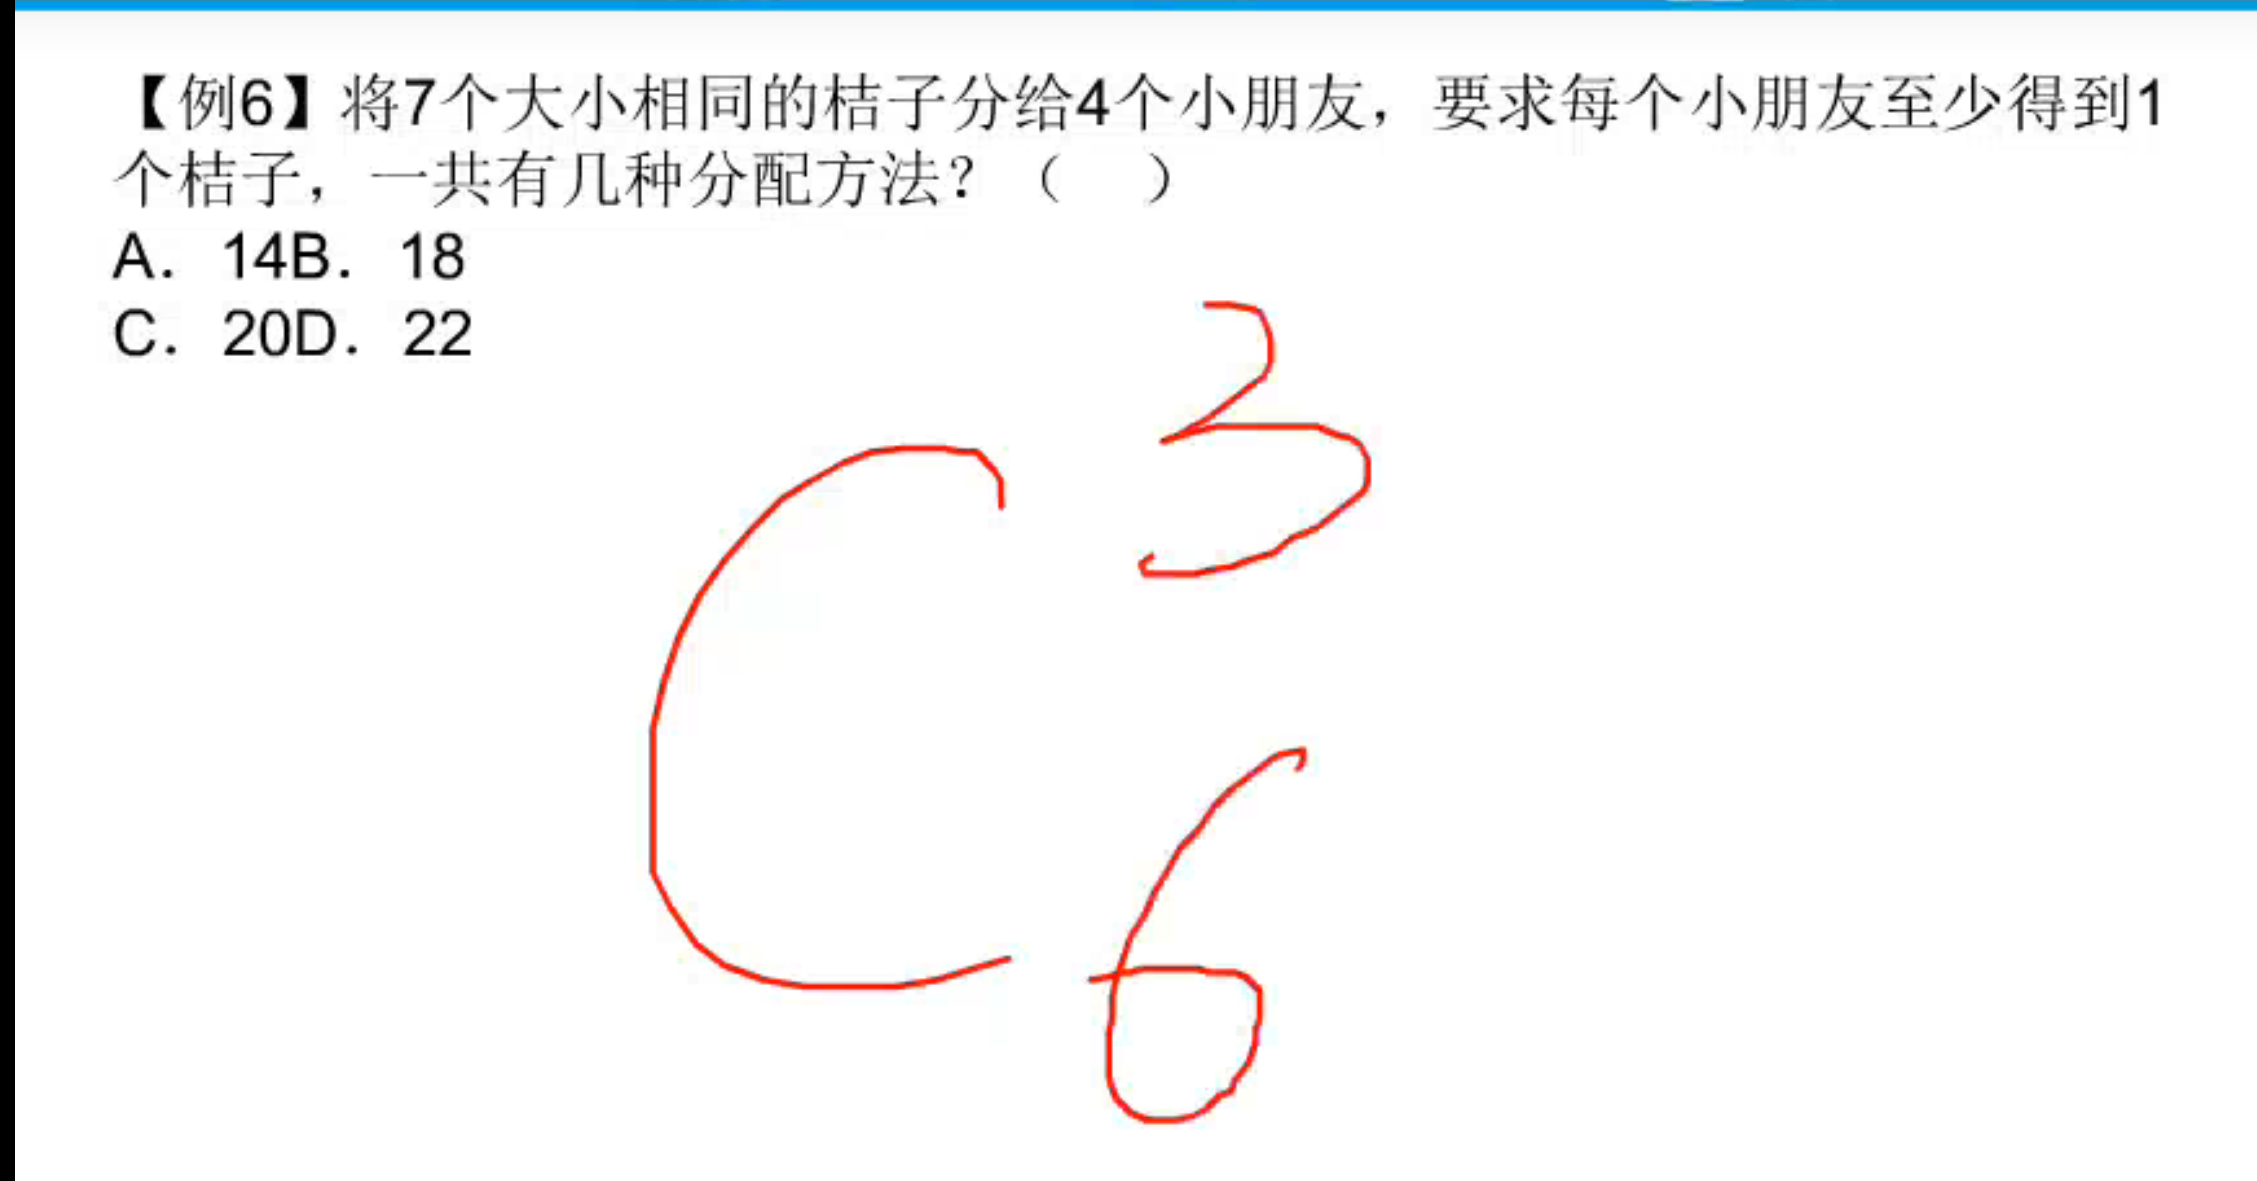 【例6】将7个大小相同的桔子分给4个小朋友，要求每个小朋友至少得到1
个桔子，一共有几种分配方法？（　）
A．14B．18
C．20D．22
C 3
6